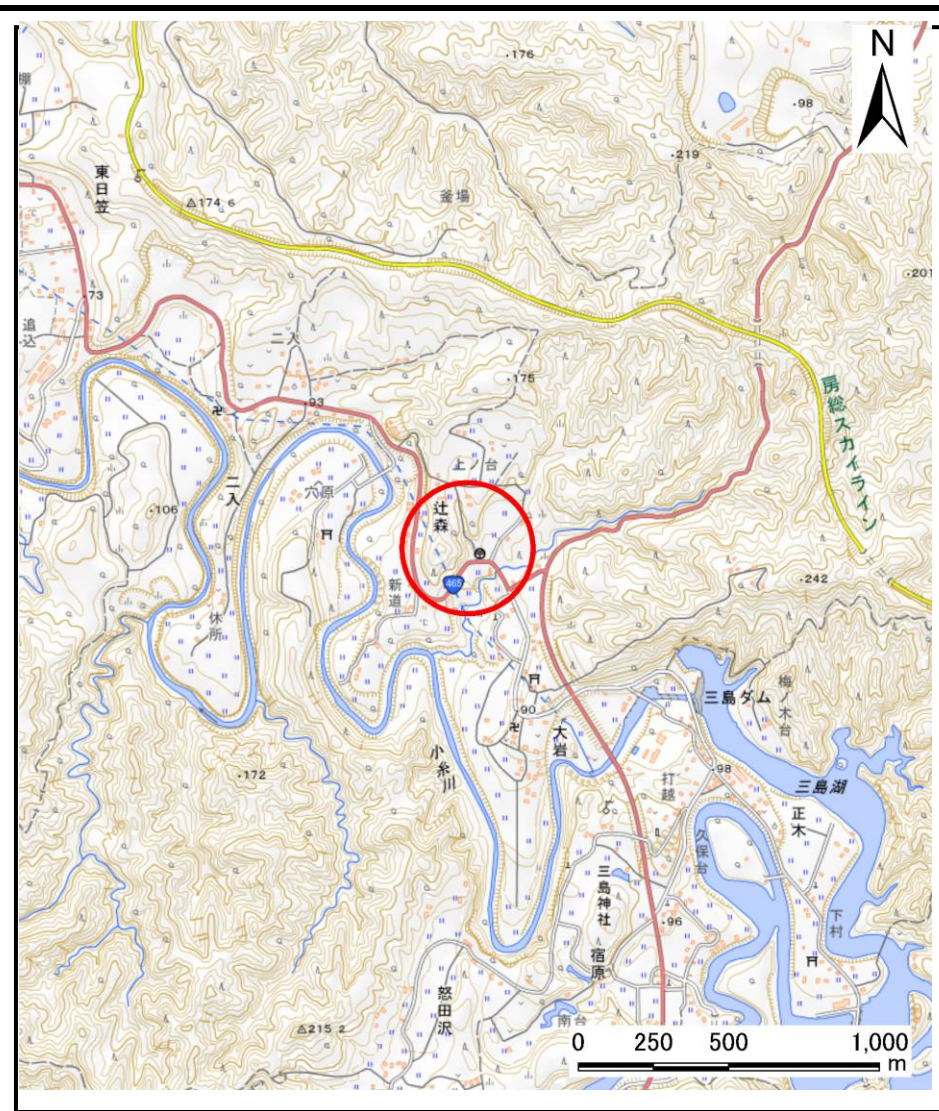 N
176
98
棚
219
東日笠
釜場
△174.6
170
201
73
追込
二入
175
93
房総スカイライン
上ノ台
穴原
辻森
106
二入
465
新道
242
休所
90
三島ダム
梅ノ木台
大岩
小糸川
98
172
打越
三島湖
正木
久保台
三島神社
下村
96
宿原
怒田沢
南台
△215.2
0 250 500 1,000
m